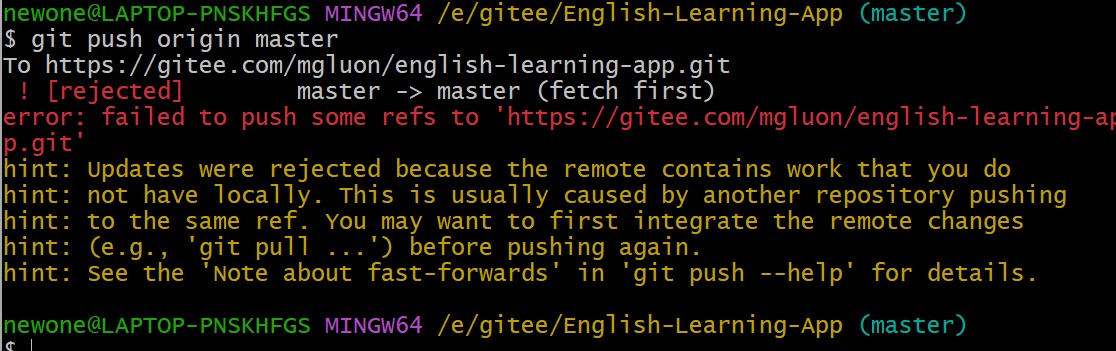 newone@LAPTOP-PNSKHFGS MINGW64 /e/gitee/English-Learning-App (master)
$ git push origin master
To https://gitee.com/mgluon/english-learning-app.git
 ! [rejected]        master -> master (fetch first)
error: failed to push some refs to 'https://gitee.com/mgluon/english-learning-ap
p.git'
hint: Updates were rejected because the remote contains work that you do
hint: not have locally. This is usually caused by another repository pushing
hint: to the same ref. You may want to first integrate the remote changes
hint: (e.g., 'git pull ...') before pushing again.
hint: See the 'Note about fast-forwards' in 'git push --help' for details.

newone@LAPTOP-PNSKHFGS MINGW64 /e/gitee/English-Learning-App (master)
$